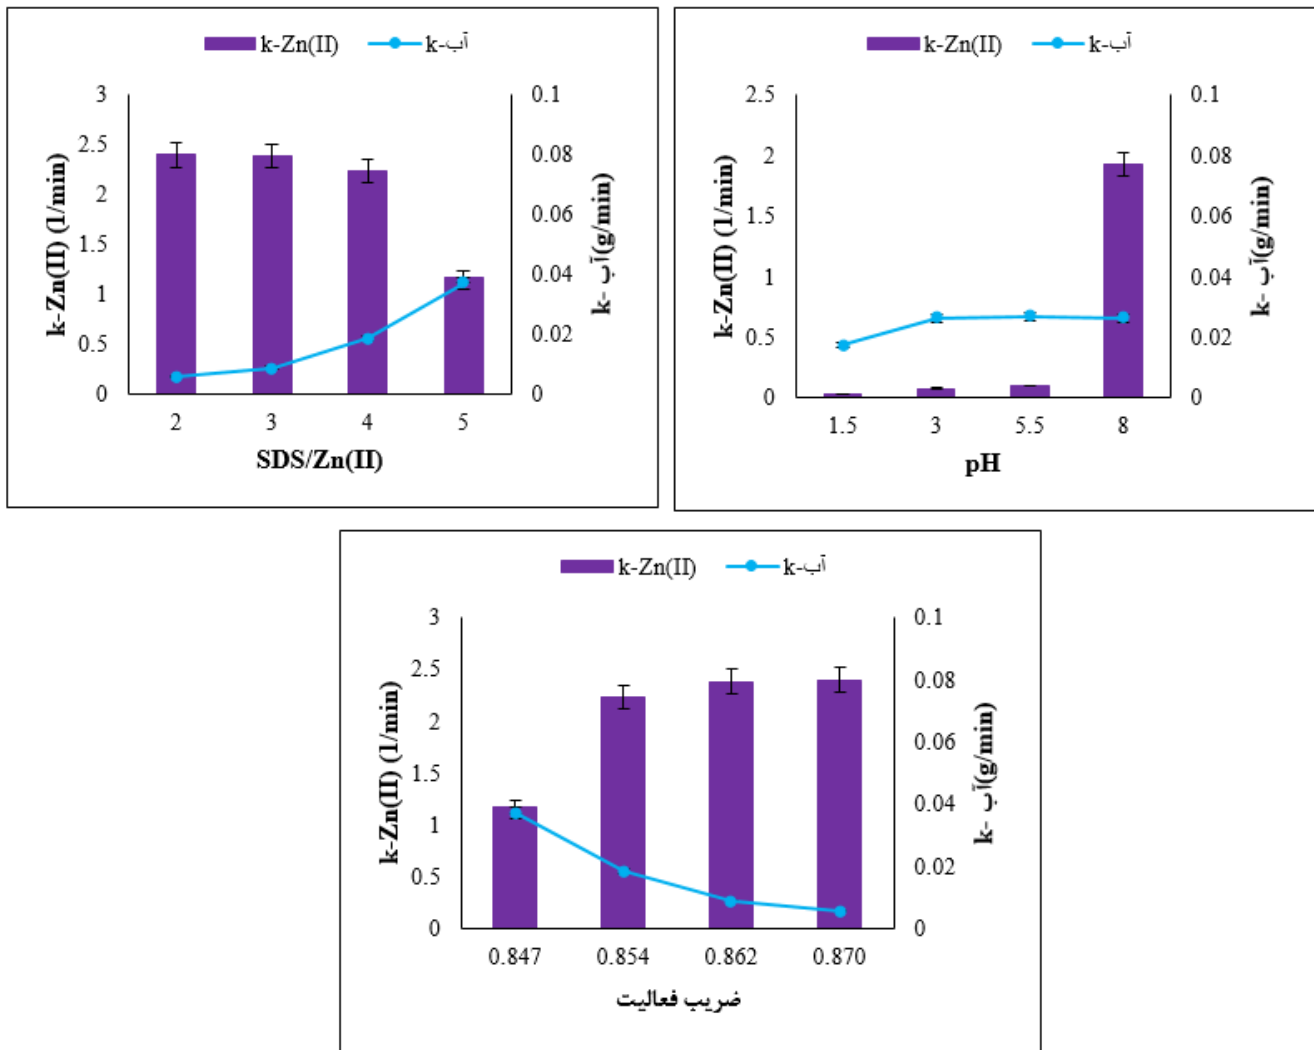 k-Zn(II) k-آب
3 0.1
2.5 0.08
2 0.06
1.5 0.04
1 0.02
0.5 0
0
k-Zn(II) (1/min)
k- آب(g/min)
2 3 4 5
SDS/Zn(II)
k-Zn(II) k-آب
2.5 0.1
2 0.08
1.5 0.06
1 0.04
0.5 0.02
0 0
k-Zn(II) (1/min)
k- آب(g/min)
1.5 3 5.5 8
pH
k-Zn(II) k-آب
3 0.1
2.5 0.08
2 0.06
1.5 0.04
1 0.02
0.5 0
0
k-Zn(II) (1/min)
k- آب(g/min)
0.847 0.854 0.862 0.870
ضریب فعالیت